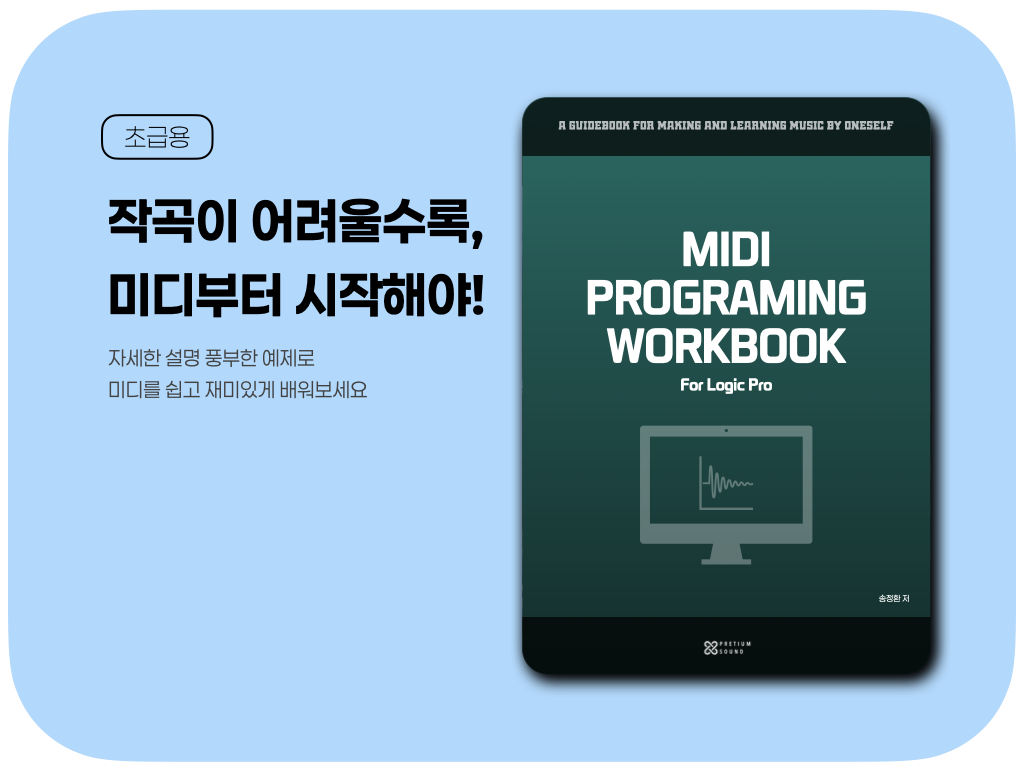 초급용
작곡이 어려울수록,
미디부터 시작해야!
자세한 설명 풍부한 예제로
미디를 쉽고 재미있게 배워보세요
A GUIDEBOOK FOR MAKING AND LEARNING MUSIC BY ONESELF
MIDI
PROGRAMING
WORKBOOK
For Logic Pro
송정환 저
PRETIUM
SOUND